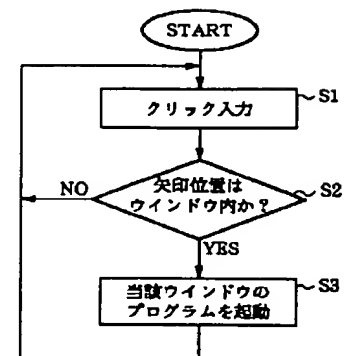 START
クリック入力
S1
矢印位置は
ウインドウ内か？
S2
NO
YES
当該ウインドウの
プログラムを起動
S3